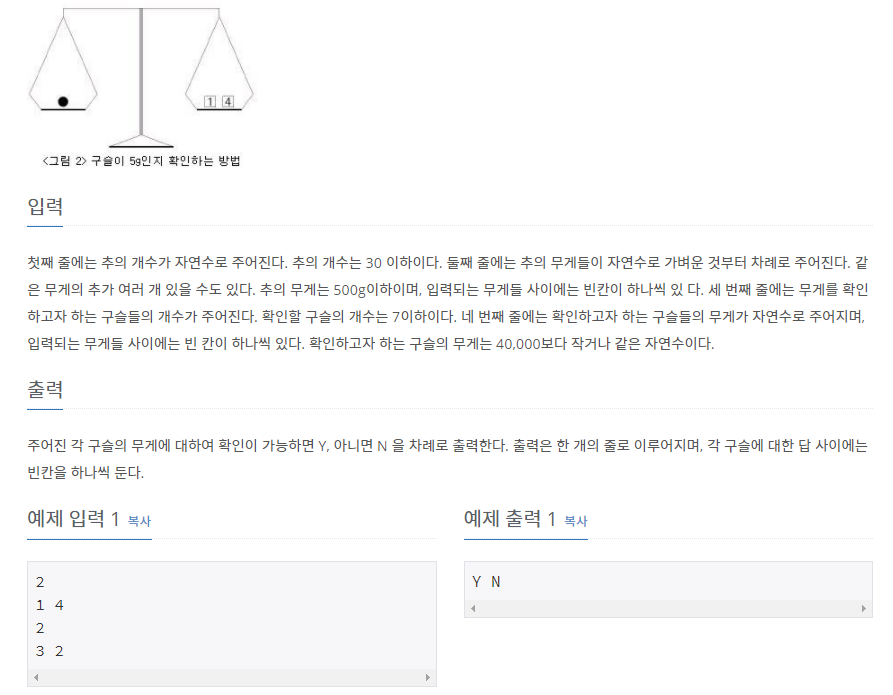 1 4
<그림 2> 구슬이 5g인지 확인하는 방법
입력
첫째 줄에는 추의 개수가 자연수로 주어진다. 추의 개수는 30 이하이다. 둘째 줄에는 추의 무게들이 자연수로 가벼운 것부터 차례로 주어진다. 같
은 무게의 추가 여러 개 있을 수도 있다. 추의 무게는 500g이하이며, 입력되는 무게들 사이에는 빈칸이 하나씩 있 다. 세 번째 줄에는 무게를 확인
하고자 하는 구슬들의 개수가 주어진다. 확인할 구슬의 개수는 7이하이다. 네 번째 줄에는 확인하고자 하는 구슬들의 무게가 자연수로 주어지며,
입력되는 무게들 사이에는 빈 칸이 하나씩 있다. 확인하고자 하는 구슬의 무게는 40,000보다 작거나 같은 자연수이다.
출력
주어진 각 구슬의 무게에 대하여 확인이 가능하면 Y, 아니면 N 을 차례로 출력한다. 출력은 한 개의 줄로 이루어지며, 각 구슬에 대한 답 사이에는
빈칸을 하나씩 둔다.
예제 입력 1 복사
2
1 4
2
3 2
예제 출력 1 복사
Y N